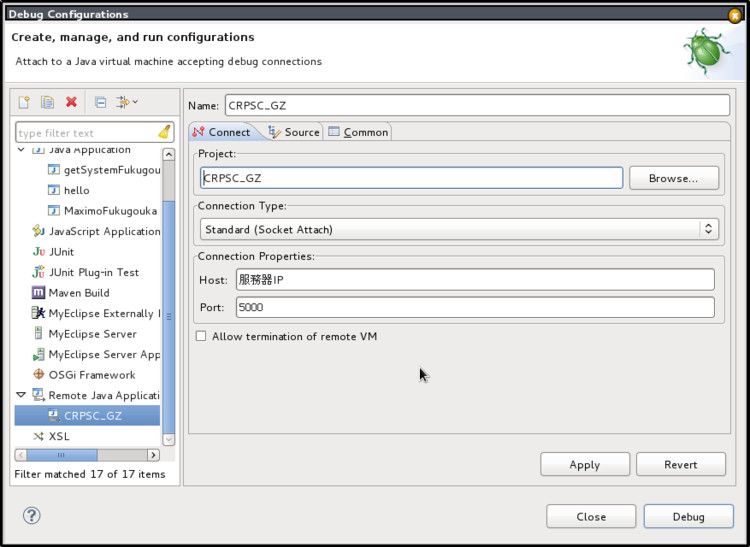 Debug Configurations
Create, manage, and run configurations
Attach to a Java virtual machine accepting debug connections
type filter text
Java Application
getSystemFukugou
hello
MaximoFukugouka
JavaScript Application
JUnit
JUnit Plug-in Test
Maven Build
MyEclipse Externally
MyEclipse Server
MyEclipse Server App
OSGi Framework
Remote Java Applicati
CRPSC_GZ
XSL
Filter matched 17 of 17 items
Name: CRPSC_GZ
Connect Source Common
Project:
CRPSC_GZ Browse...
Connection Type:
Standard (Socket Attach)
Connection Properties:
Host: 服務器IP
Port: 5000
Allow termination of remote VM
Apply Revert
Close Debug